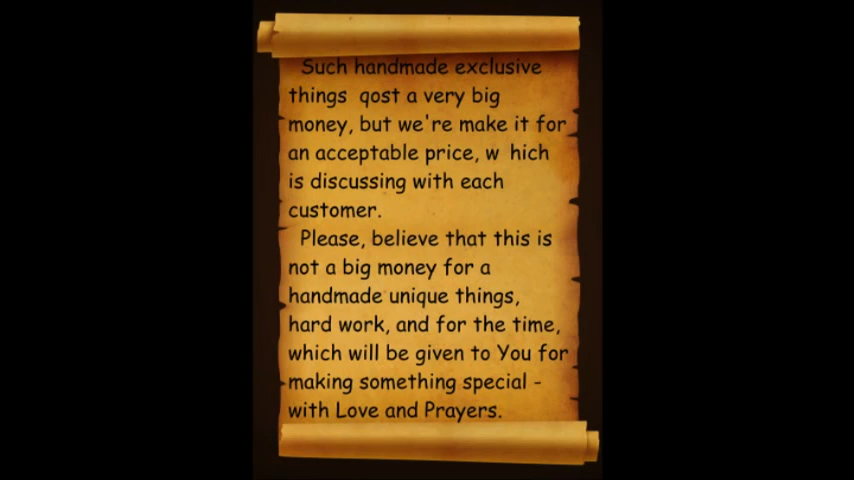 Such handmade exclusive
things qost a very big
money, but we're make it for
an acceptable price, w hich
is discussing with each
customer.
Please, believe that this is
not a big money for a
handmade unique things,
hard work, and for the time,
which will be given to You for
making something special -
with Love and Prayers.